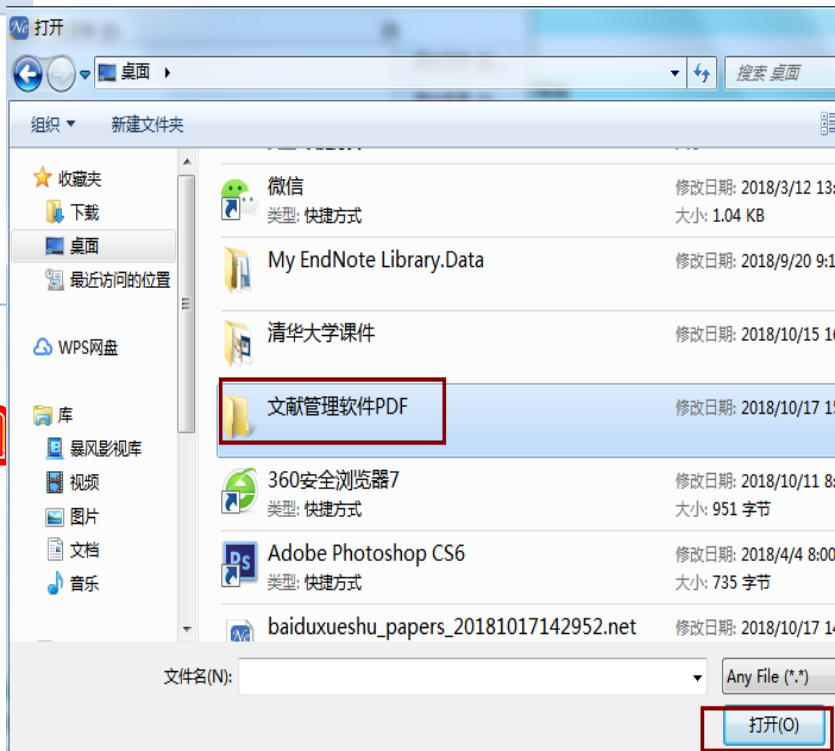 打开
桌面
搜索 桌面
组织
新建文件夹
收藏夹
下载
桌面
最近访问的位置
WPS网盘
库
暴风影视库
视频
图片
文档
音乐
微信
修改日期: 2018/3/12 13:
类型: 快捷方式
大小: 1.04 KB
My EndNote Library.Data
修改日期: 2018/9/20 9:1
清华大学课件
修改日期: 2018/10/15 16
文献管理软件PDF
修改日期: 2018/10/17 15
360安全浏览器7
修改日期: 2018/10/11 8:
类型: 快捷方式
大小: 951 字节
Adobe Photoshop CS6
修改日期: 2018/4/4 8:00
类型: 快捷方式
大小: 735 字节
baiduxueshu_papers_20181017142952.net
修改日期: 2018/10/17 14
文件名(N):
Any File (*.*)
打开(O)